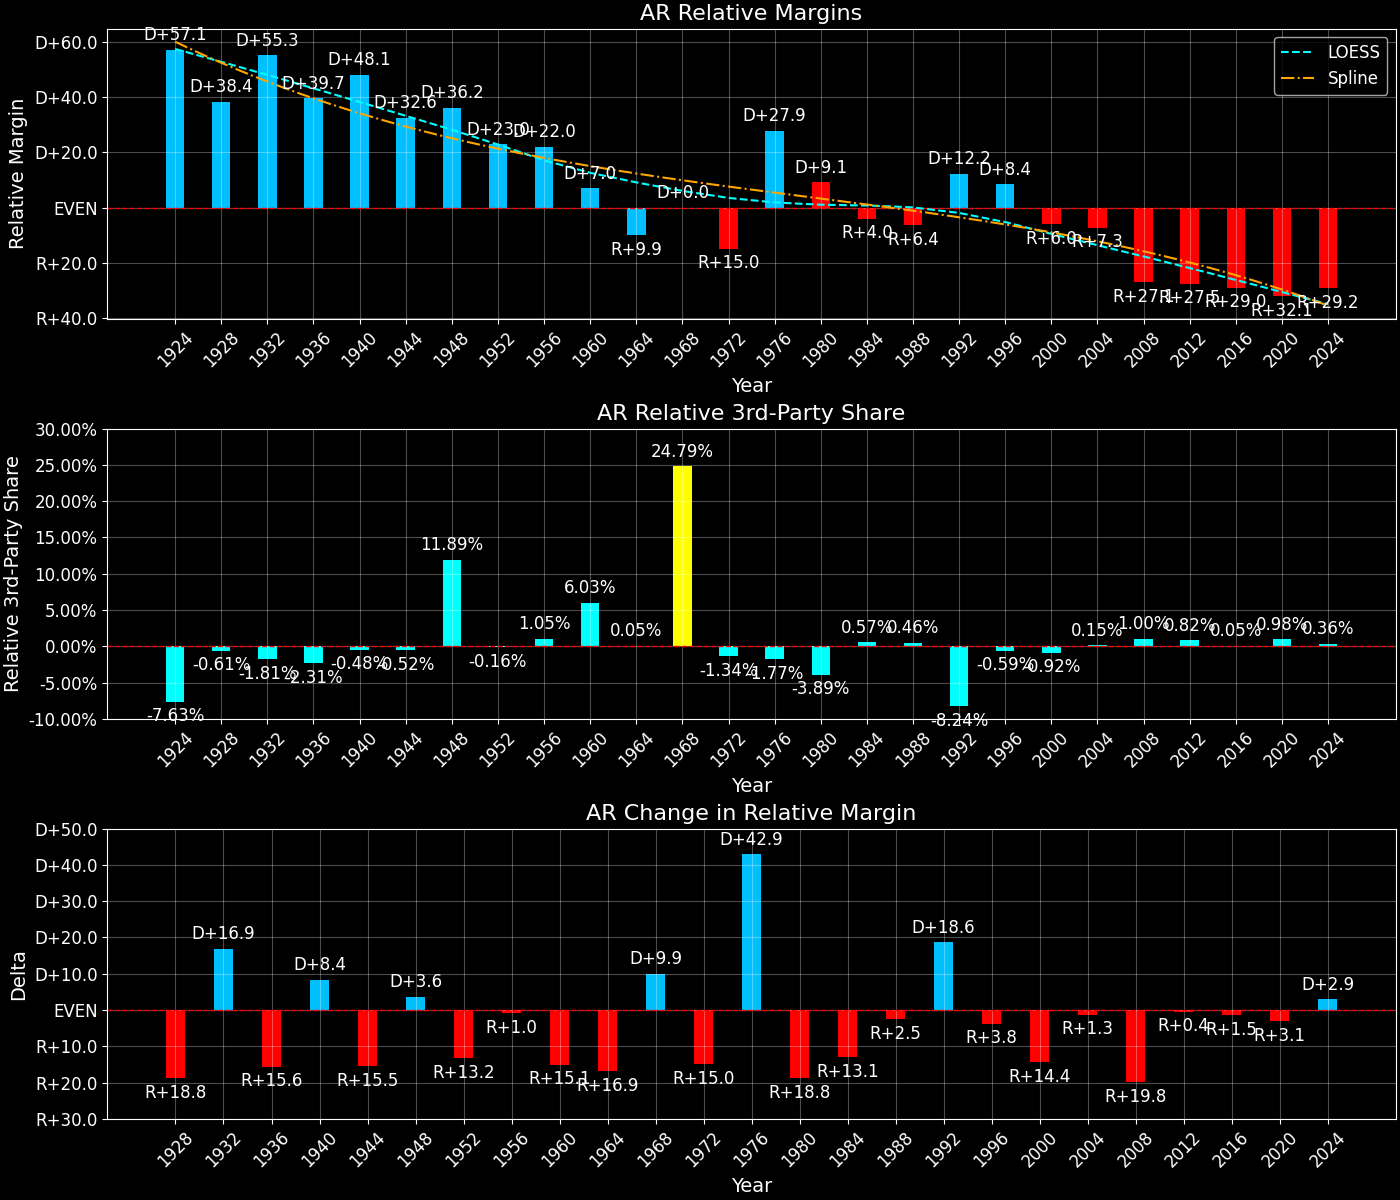 AR Relative Margins
Relative Margin
D+60.0
D+40.0
D+20.0
EVEN
R+20.0
R+40.0
D+57.1
D+38.4
D+55.3
D+39.7
D+48.1
D+32.6
D+36.2
D+23.0
D+22.0
D+7.0
R+9.9
D+0.0
R+15.0
D+27.9
D+9.1
R+4.0
R+6.4
D+12.2
D+8.4
R+6.0
R+7.3
R+27.1
R+27.5
R+29.0
R+32.1
R+29.2
LOESS
Spline
1924 1928 1932 1936 1940 1944 1948 1952 1956 1960 1964 1968 1972 1976 1980 1984 1988 1992 1996 2000 2004 2008 2012 2016 2020 2024
Year
AR Relative 3rd-Party Share
Relative 3rd-Party Share
30.00%
25.00%
20.00%
15.00%
10.00%
5.00%
0.00%
-5.00%
-10.00%
-7.63%
-0.61%
-1.81%
-2.31%
-0.48%
-0.52%
11.89%
-0.16%
1.05%
6.03%
0.05%
24.79%
-1.34%
-1.77%
-3.89%
0.57%
0.46%
-8.24%
-0.59%
-0.92%
0.15%
1.00%
0.82%
0.05%
0.98%
0.36%
1924 1928 1932 1936 1940 1944 1948 1952 1956 1960 1964 1968 1972 1976 1980 1984 1988 1992 1996 2000 2004 2008 2012 2016 2020 2024
Year
AR Change in Relative Margin
Delta
D+50.0
D+40.0
D+30.0
D+20.0
D+10.0
EVEN
R+10.0
R+20.0
R+30.0
R+18.8
D+16.9
R+15.6
D+8.4
R+15.5
D+3.6
R+13.2
R+1.0
R+15.1
R+16.9
D+9.9
R+15.0
D+42.9
R+18.8
R+13.1
R+2.5
D+18.6
R+3.8
R+14.4
R+1.3
R+19.8
R+0.4
R+1.5
R+3.1
D+2.9
1928 1932 1936 1940 1944 1948 1952 1956 1960 1964 1968 1972 1976 1980 1984 1988 1992 1996 2000 2004 2008 2012 2016 2020 2024
Year